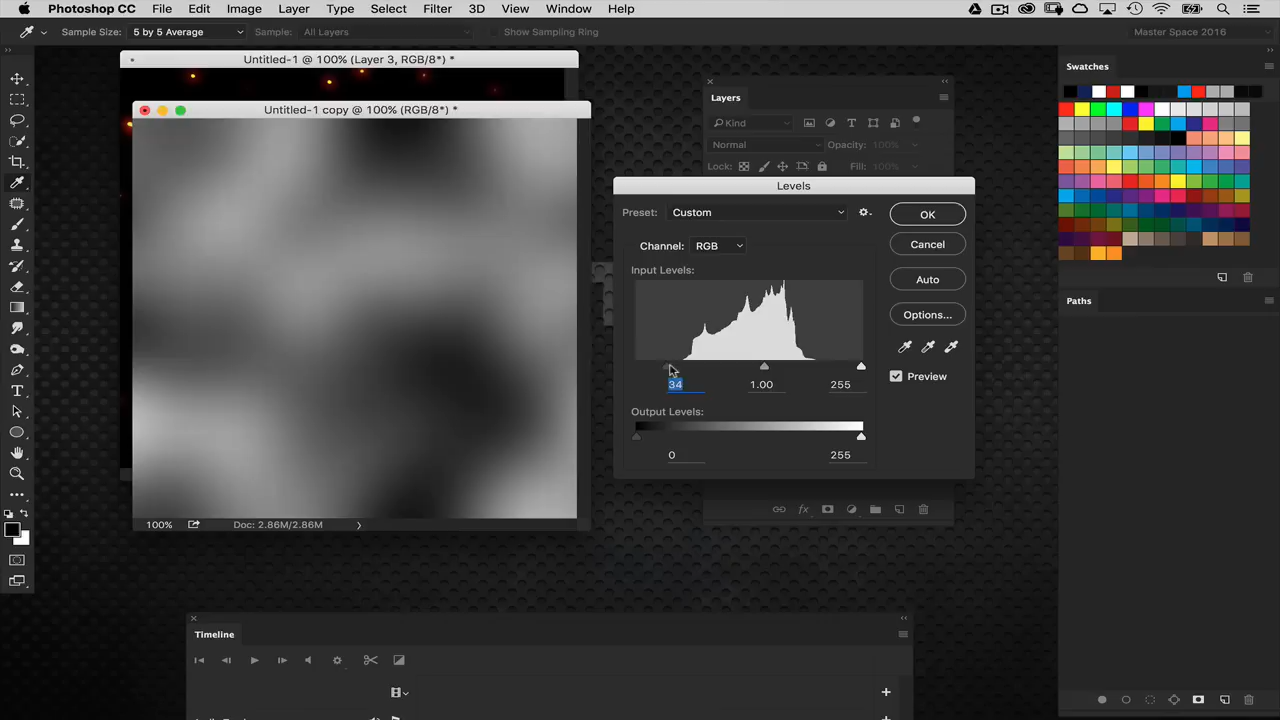 Photoshop CC File Edit Image Layer Type Select Filter 3D View Window Help
Sample Size: 5 by 5 Average Sample: All Layers Show Sampling Ring Master Space 2016
Untitled-1 @ 100% (Layer 3, RGB/8*) *
Untitled-1 copy @ 100% (RGB/8*) *
100% Doc: 2.86M/2.86M
Layers
Kind
Normal Opacity: 100%
Lock: Fill: 100%
Levels
Preset: Custom OK
Channel: RGB Cancel
Input Levels: Auto
Options...
Preview
34 1.00 255
Output Levels:
0 255
Swatches
Paths
Timeline